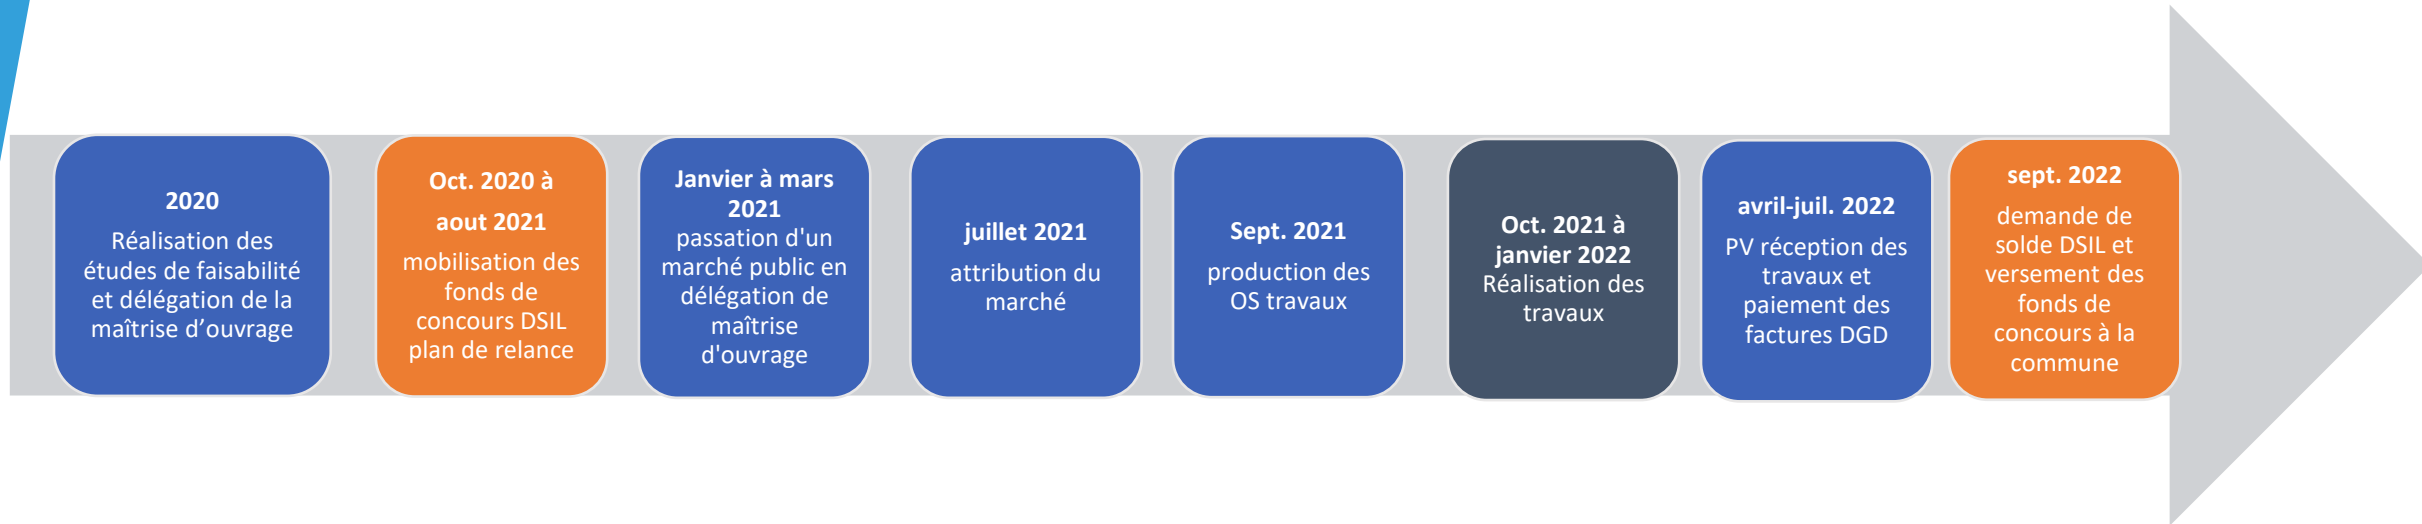 2020
Réalisation des
études de faisabilité
et délégation de la
maîtrise d’ouvrage
Oct. 2020 à
aout 2021
mobilisation des
fonds de
concours DSIL
plan de relance
Janvier à mars
2021
passation d'un
marché public en
délégation de
maîtrise
d'ouvrage
juillet 2021
attribution du
marché
Sept. 2021
production des
OS travaux
Oct. 2021 à
janvier 2022
Réalisation des
travaux
avril-juil. 2022
PV réception des
travaux et
paiement des
factures DGD
sept. 2022
demande de
solde DSIL et
versement des
fonds de
concours à la
commune